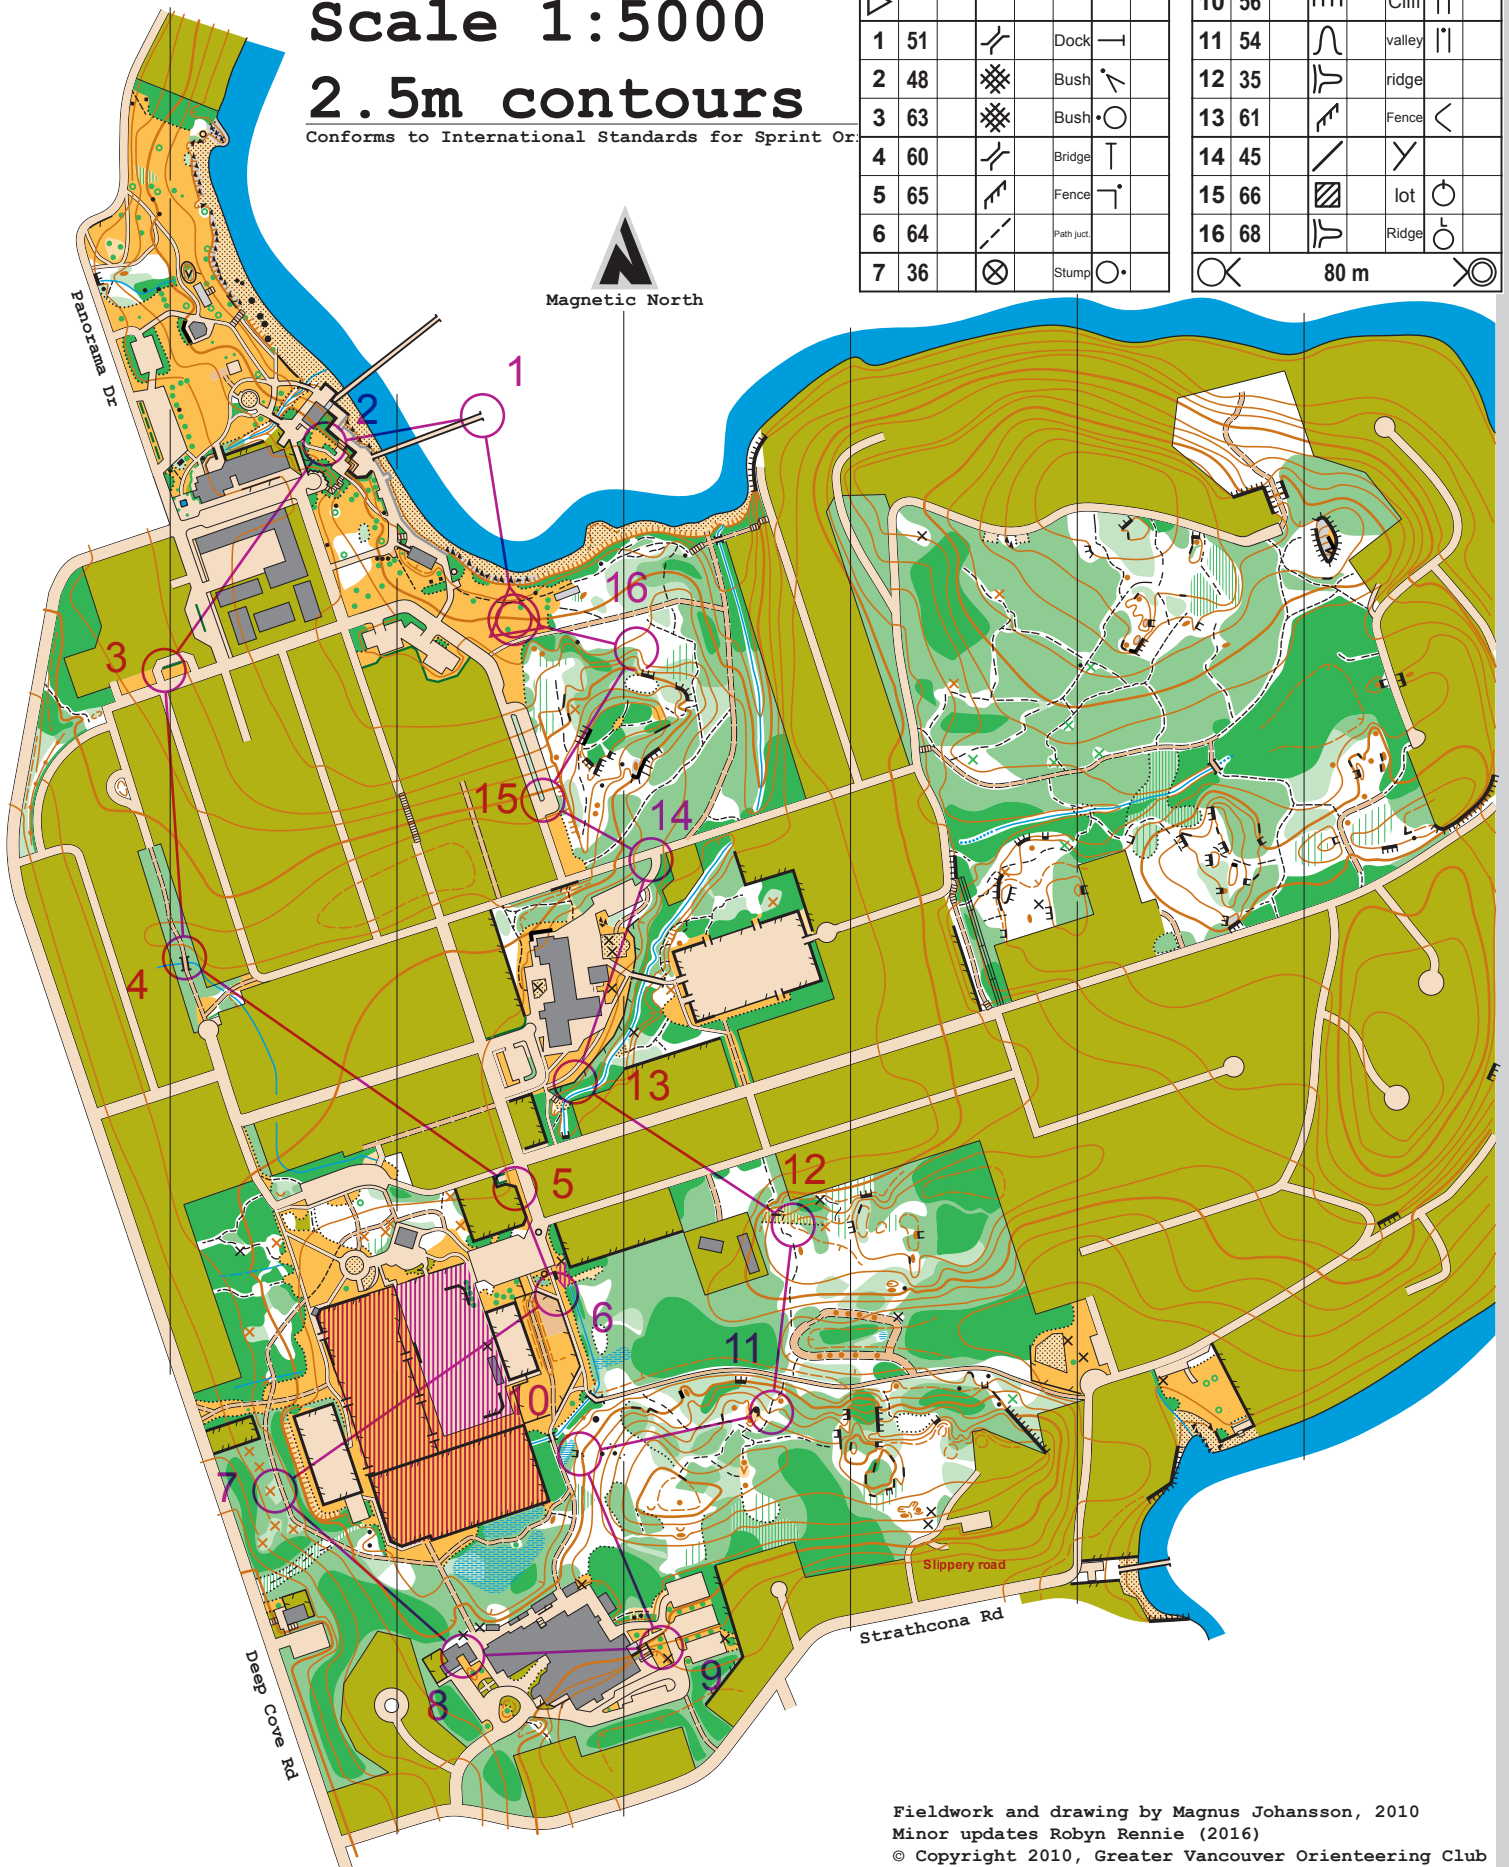 Scale 1:5000
2.5m contours
Conforms to International Standards for Sprint Or
Magnetic North
1 51 Dock
2 48 Bush
3 63 Bush
4 60 Bridge
5 65 Fence
6 64 Path juct.
7 36 Stump
10 56 Cliff
11 54 valley
12 35 ridge
13 61 Fence
14 45
15 66 lot
16 68 Ridge
80 m
Panorama Dr
1
2
16
3
15
14
4
13
12
5
6
11
10
7
Slippery road
Strathcona Rd
9
8
Deep Cove Rd
Fieldwork and drawing by Magnus Johansson, 2010
Minor updates Robyn Rennie (2016)
© Copyright 2010, Greater Vancouver Orienteering Club